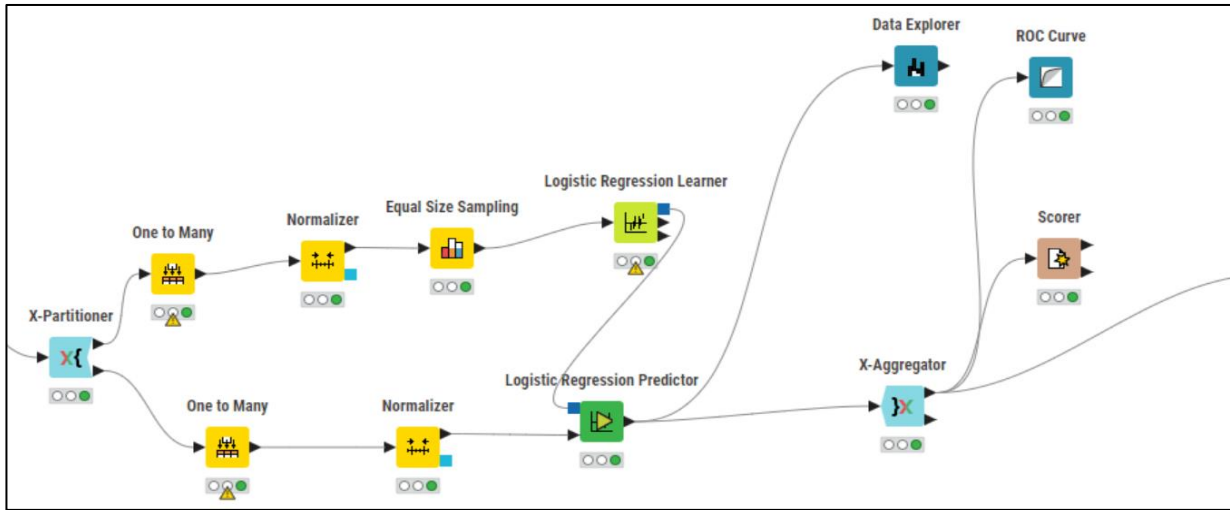 Data Explorer
ROC Curve
Logistic Regression Learner
Equal Size Sampling
Normalizer
One to Many
Scorer
X-Partitioner
X-Aggregator
Logistic Regression Predictor
One to Many
Normalizer